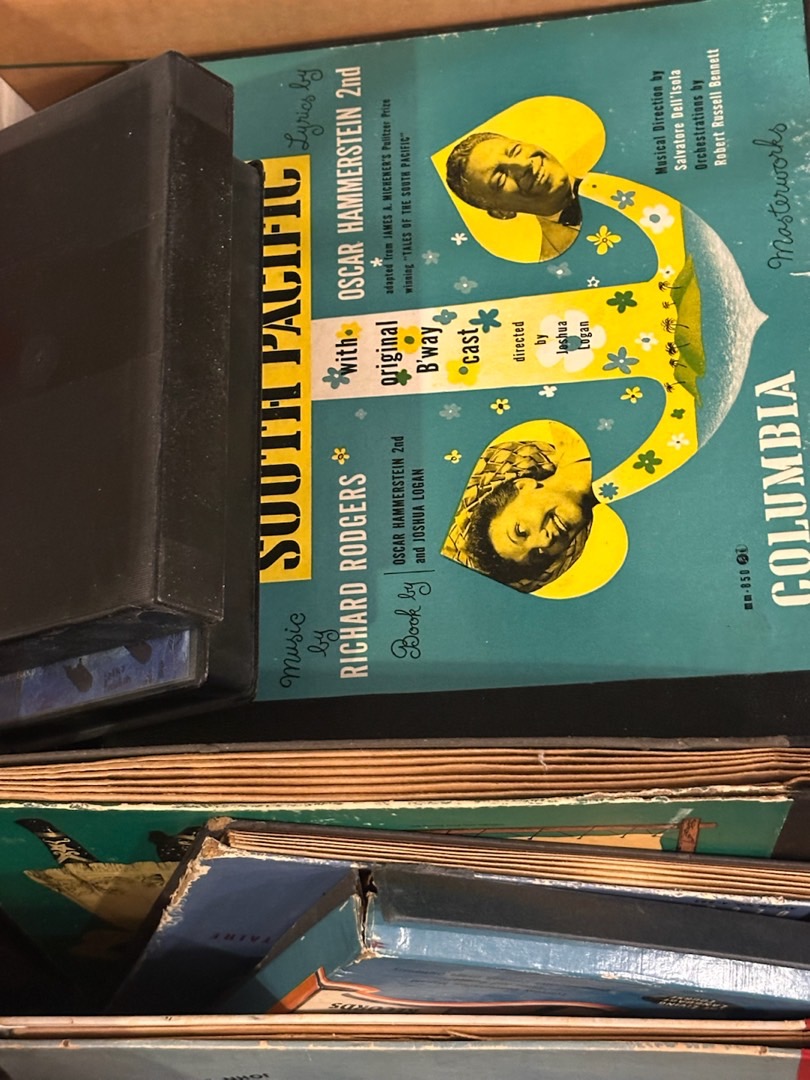 SOUTH PACIFIC
Music
by
RICHARD RODGERS
Lyrics by
OSCAR HAMMERSTEIN 2nd
*
adapted from JAMES A. MICHENER'S Pulitzer Prize
winning "TALES OF THE SOUTH PACIFIC"
Book by
OSCAR HAMMERSTEIN 2nd
and JOSHUA LOGAN
with
original
B'way
cast
directed
by
Joshua
Logan
Musical Direction by
Salvatore Dell'Isola
Orchestrations by
Robert Russell Bennett
mm-850
COLUMBIA
Masterworks